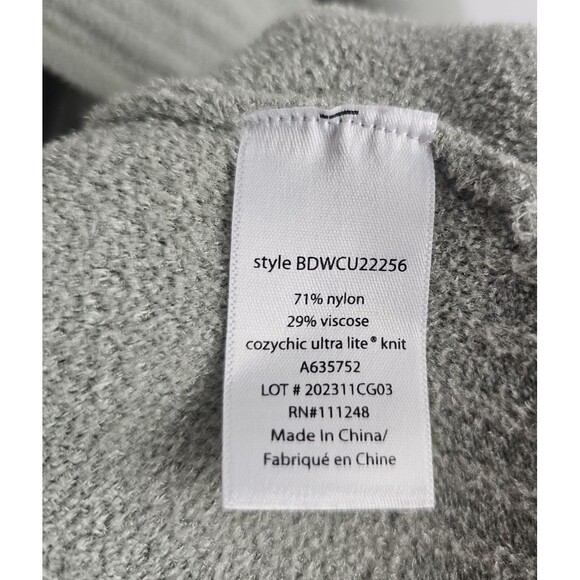 style BDWCU22256
71% nylon
29% viscose
cozychic ultra lite® knit
A635752
LOT # 202311CG03
RN#111248
Made In China/
Fabriqué en Chine